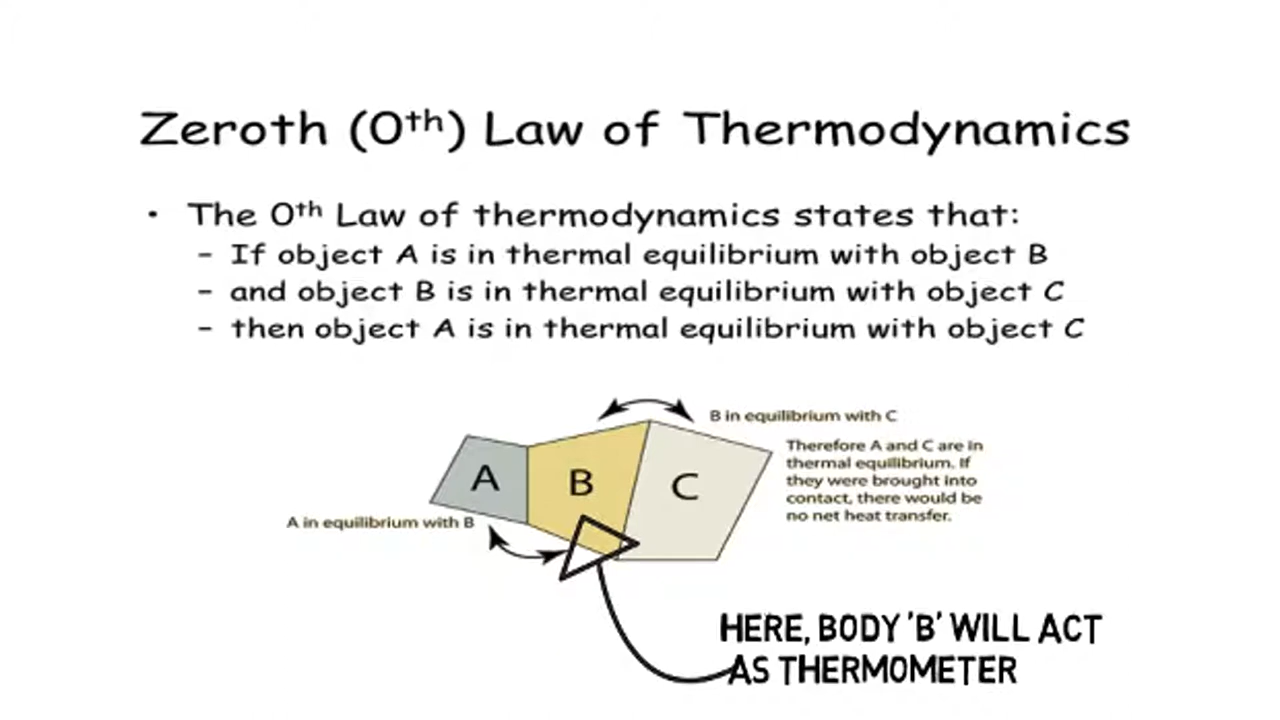 Zeroth (0th) Law of Thermodynamics
• The 0th Law of thermodynamics states that:
– If object A is in thermal equilibrium with object B
– and object B is in thermal equilibrium with object C
– then object A is in thermal equilibrium with object C
B in equilibrium with C
Therefore A and C are in
thermal equilibrium. If
they were brought into
contact, there would be
no net heat transfer.
A
B
C
A in equilibrium with B
HERE, BODY 'B' WILL ACT
AS THERMOMETER